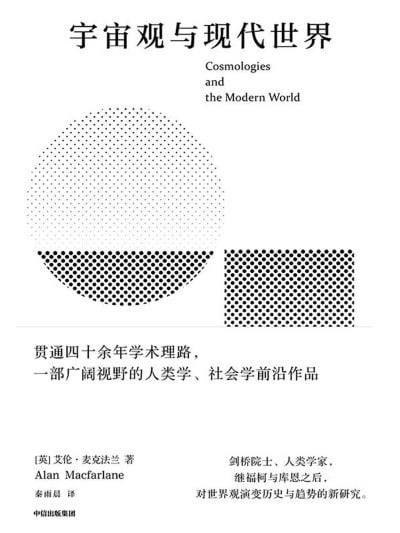 宇宙观与现代世界
Cosmologies
and
the Modern World
贯通四十余年学术理路，
一部广阔视野的人类学、社会学前沿作品
[英] 艾伦·麦克法兰 著
Alan Macfarlane
秦雨晨 译
中信出版集团
剑桥院士、人类学家，
继福柯与库恩之后，
对世界观演变历史与趋势的新研究。